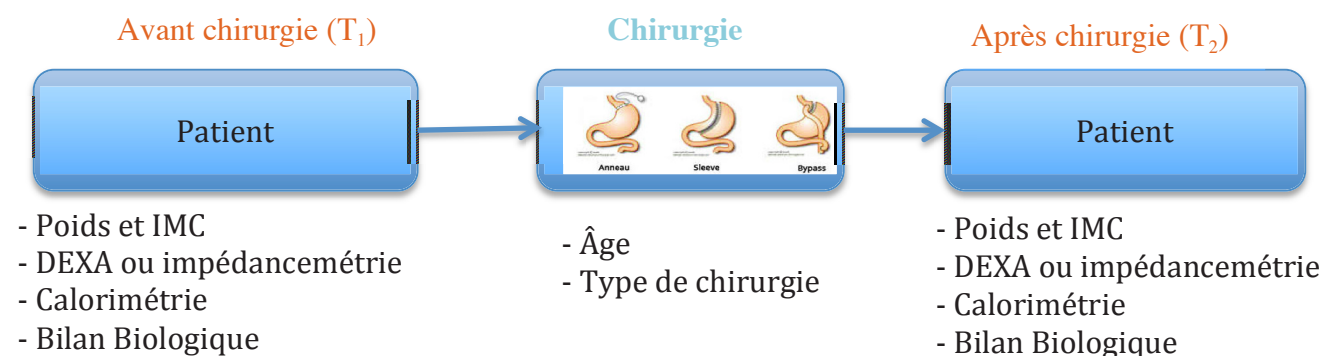 Avant chirurgie (T1)
Chirurgie
Après chirurgie (T2)
Patient
Anneau
Sleeve
Bypass
Patient
- Poids et IMC
- DEXA ou impédancemétrie
- Calorimétrie
- Bilan Biologique
- Âge
- Type de chirurgie
- Poids et IMC
- DEXA ou impédancemétrie
- Calorimétrie
- Bilan Biologique